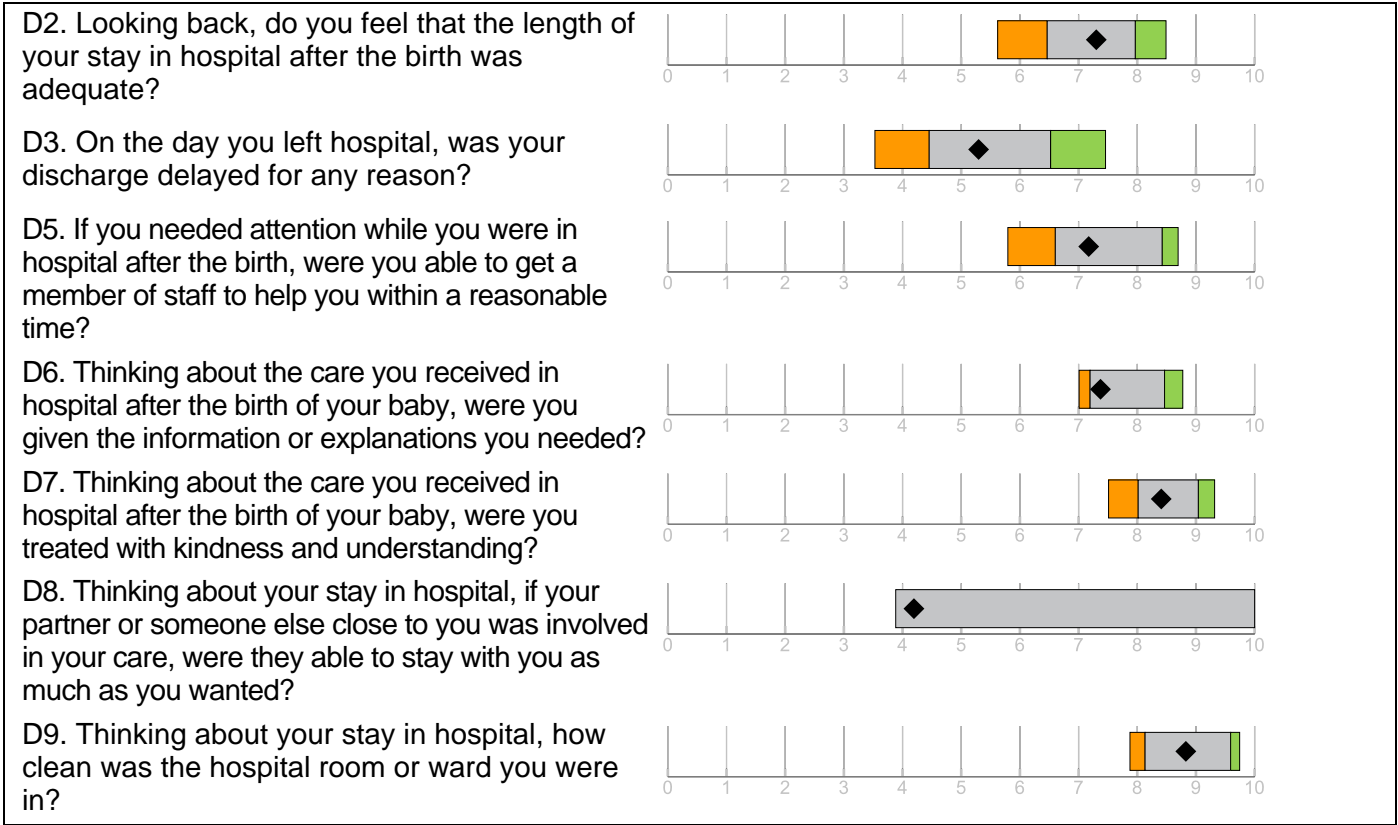 D2. Looking back, do you feel that the length of
your stay in hospital after the birth was
adequate?
0 1 2 3 4 5 6 7 8 9 10
D3. On the day you left hospital, was your
discharge delayed for any reason?
0 1 2 3 4 5 6 7 8 9 10
D5. If you needed attention while you were in
hospital after the birth, were you able to get a
member of staff to help you within a reasonable
time?
0 1 2 3 4 5 6 7 8 9 10
D6. Thinking about the care you received in
hospital after the birth of your baby, were you
given the information or explanations you needed?
0 1 2 3 4 5 6 7 8 9 10
D7. Thinking about the care you received in
hospital after the birth of your baby, were you
treated with kindness and understanding?
0 1 2 3 4 5 6 7 8 9 10
D8. Thinking about your stay in hospital, if your
partner or someone else close to you was involved
in your care, were they able to stay with you as
much as you wanted?
0 1 2 3 4 5 6 7 8 9 10
D9. Thinking about your stay in hospital, how
clean was the hospital room or ward you were
in?
0 1 2 3 4 5 6 7 8 9 10